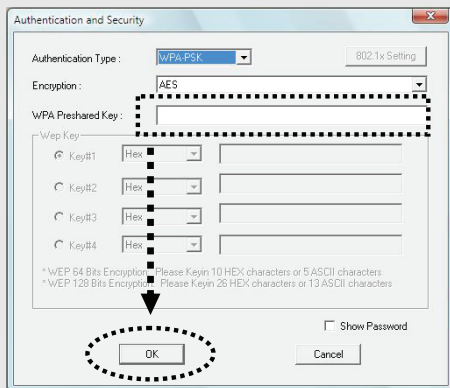 Authentication and Security
Authentication Type : WPA-PSK 802.1x Setting
Encryption : AES
WPA Preshared Key :
Wep Key
Key#1 Hex
Key#2 Hex
Key#3 Hex
Key#4 Hex
* WEP 64 Bits Encryption: Please Keyin 10 HEX characters or 5 ASCII characters
* WEP 128 Bits Encryption: Please Keyin 26 HEX characters or 13 ASCII characters
Show Password
OK Cancel